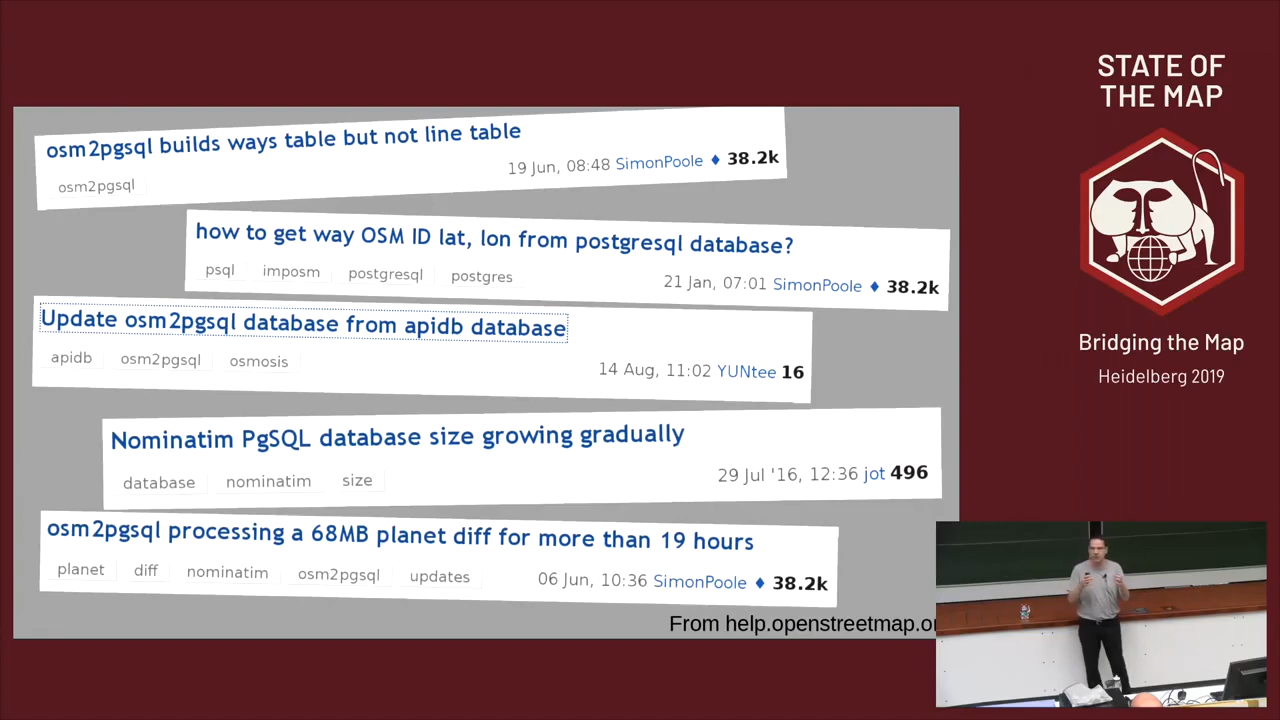 STATE OF
THE MAP
Bridging the Map
Heidelberg 2019
osm2pgsql builds ways table but not line table
osm2pgsql
19 Jun, 08:48 SimonPoole ♦ 38.2k
how to get way OSM ID lat, lon from postgresql database?
psql imposm postgresql postgres
21 Jan, 07:01 SimonPoole ♦ 38.2k
Update osm2pgsql database from apidb database
apidb osm2pgsql osmosis
14 Aug, 11:02 YUNtee 16
Nominatim PgSQL database size growing gradually
database nominatim size
29 Jul '16, 12:36 jot 496
osm2pgsql processing a 68MB planet diff for more than 19 hours
planet diff nominatim osm2pgsql updates
06 Jun, 10:36 SimonPoole ♦ 38.2k
From